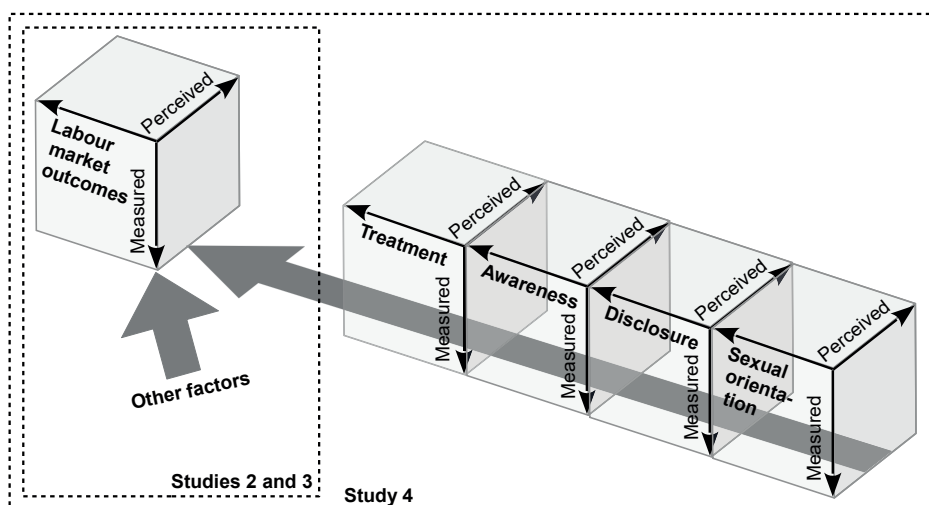 Perceived
Labour
market
outcomes
Measured
Perceived
Treatment
Measured
Perceived
Awareness
Measured
Perceived
Disclosure
Measured
Perceived
Sexual
orienta-
tion
Measured
Other factors
Studies 2 and 3
Study 4